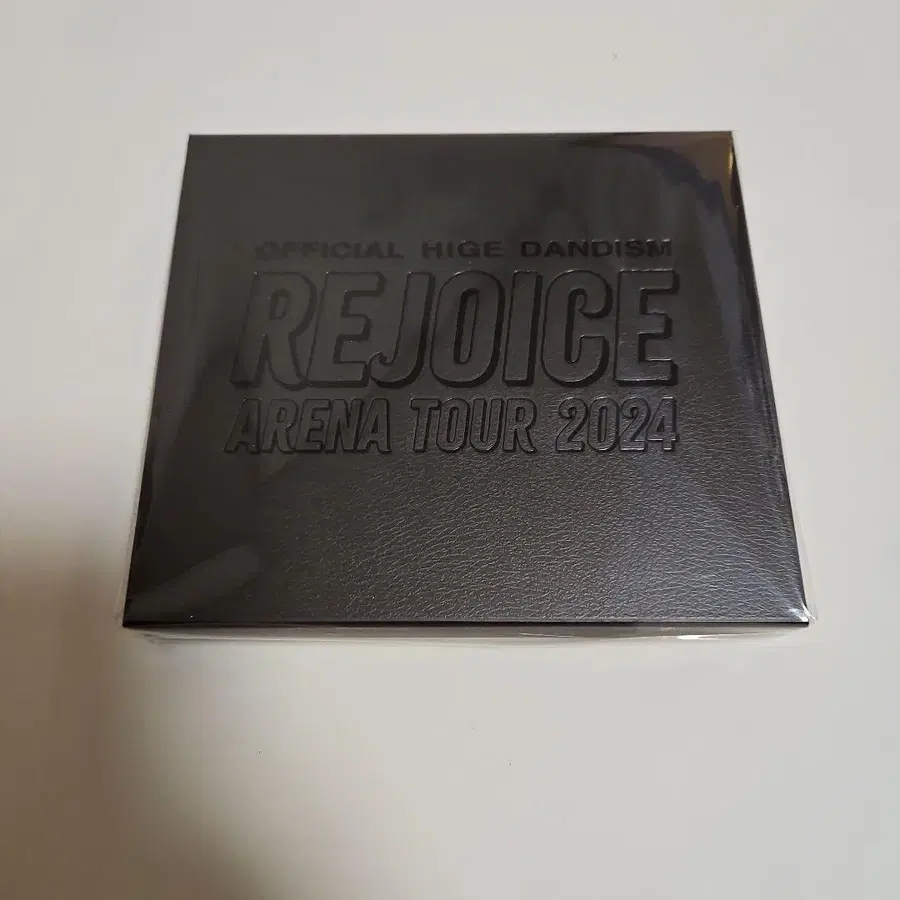 OFFICIAL HIGE DANDISM
REJOICE
ARENA TOUR 2024